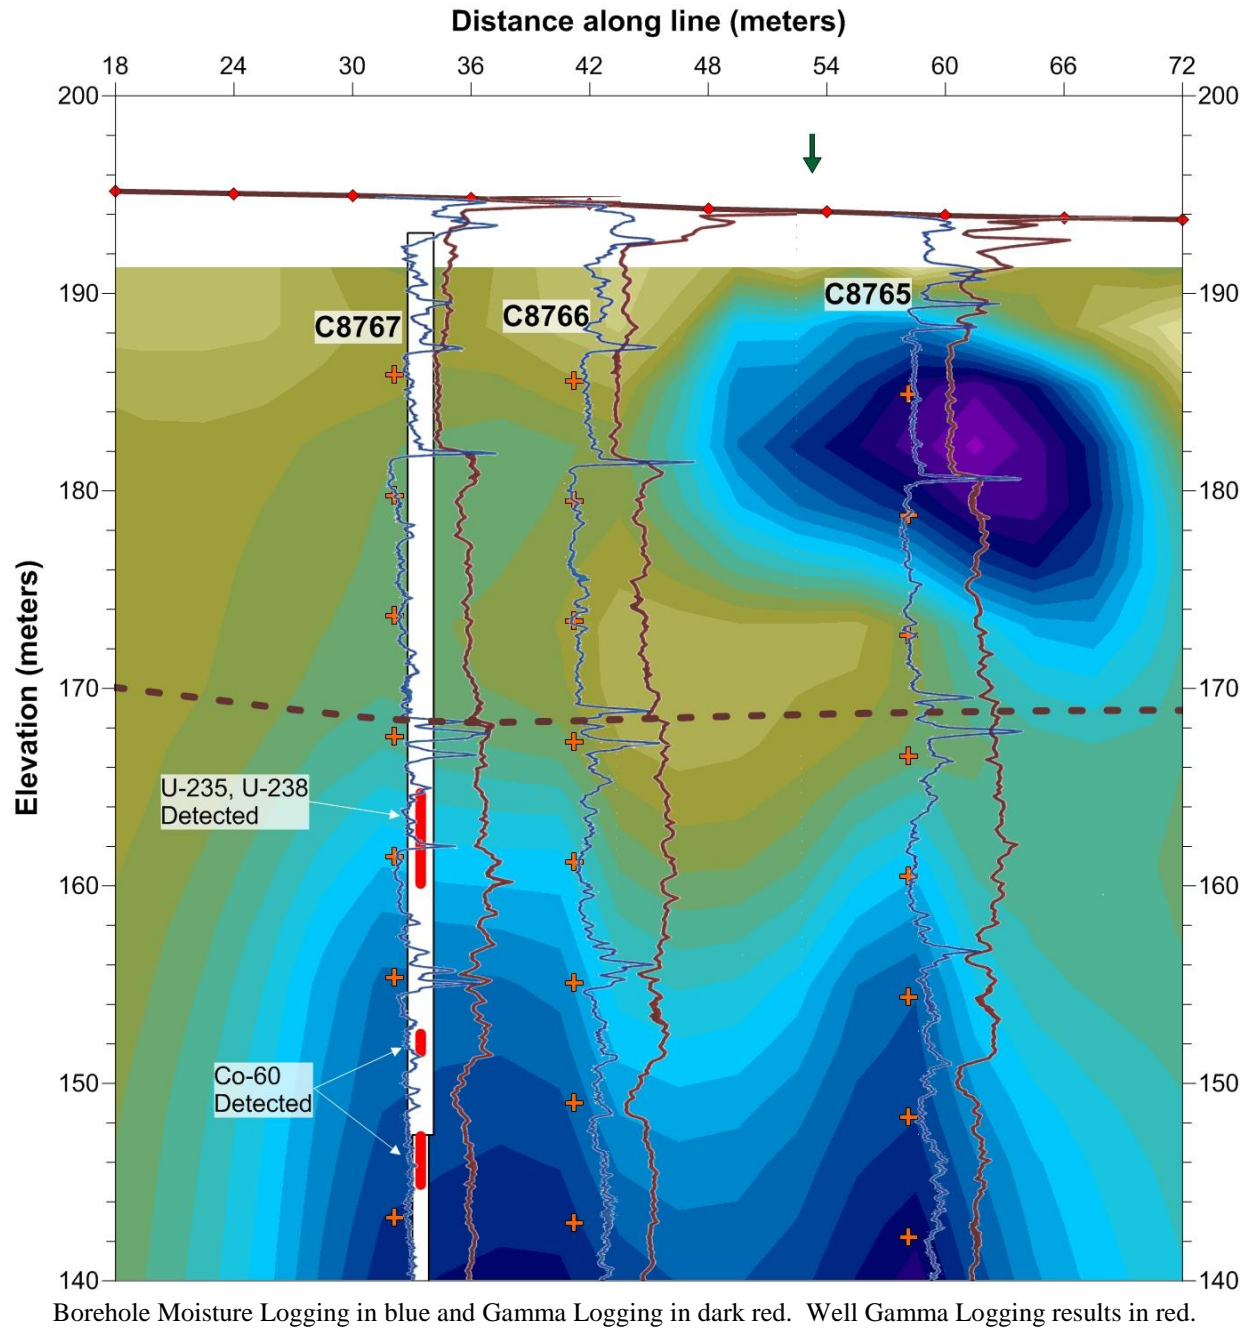 Distance along line (meters)
18 24 30 36 42 48 54 60 66 72
200 200
190 190
C8765
C8766
C8767
180 180
Elevation (meters)
170 170
U-235, U-238
Detected
160 160
150 150
Co-60
Detected
140 140
Borehole Moisture Logging in blue and Gamma Logging in dark red. Well Gamma Logging results in red.